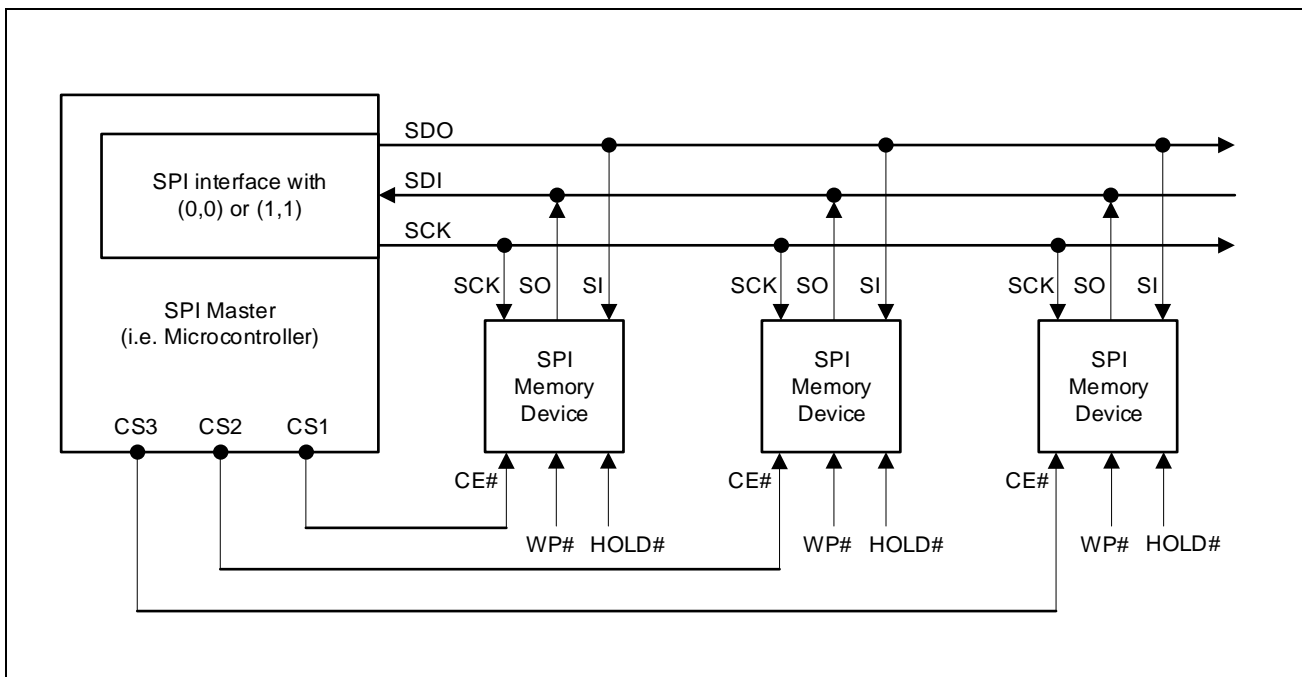 SDO
SDI
SCK
SPI interface with
(0,0) or (1,1)
SPI Master
(i.e. Microcontroller)
CS3 CS2 CS1
SCK SO SI
SPI
Memory
Device
CE#
WP# HOLD#
SCK SO SI
SPI
Memory
Device
CE#
WP# HOLD#
SCK SO SI
SPI
Memory
Device
CE#
WP# HOLD#